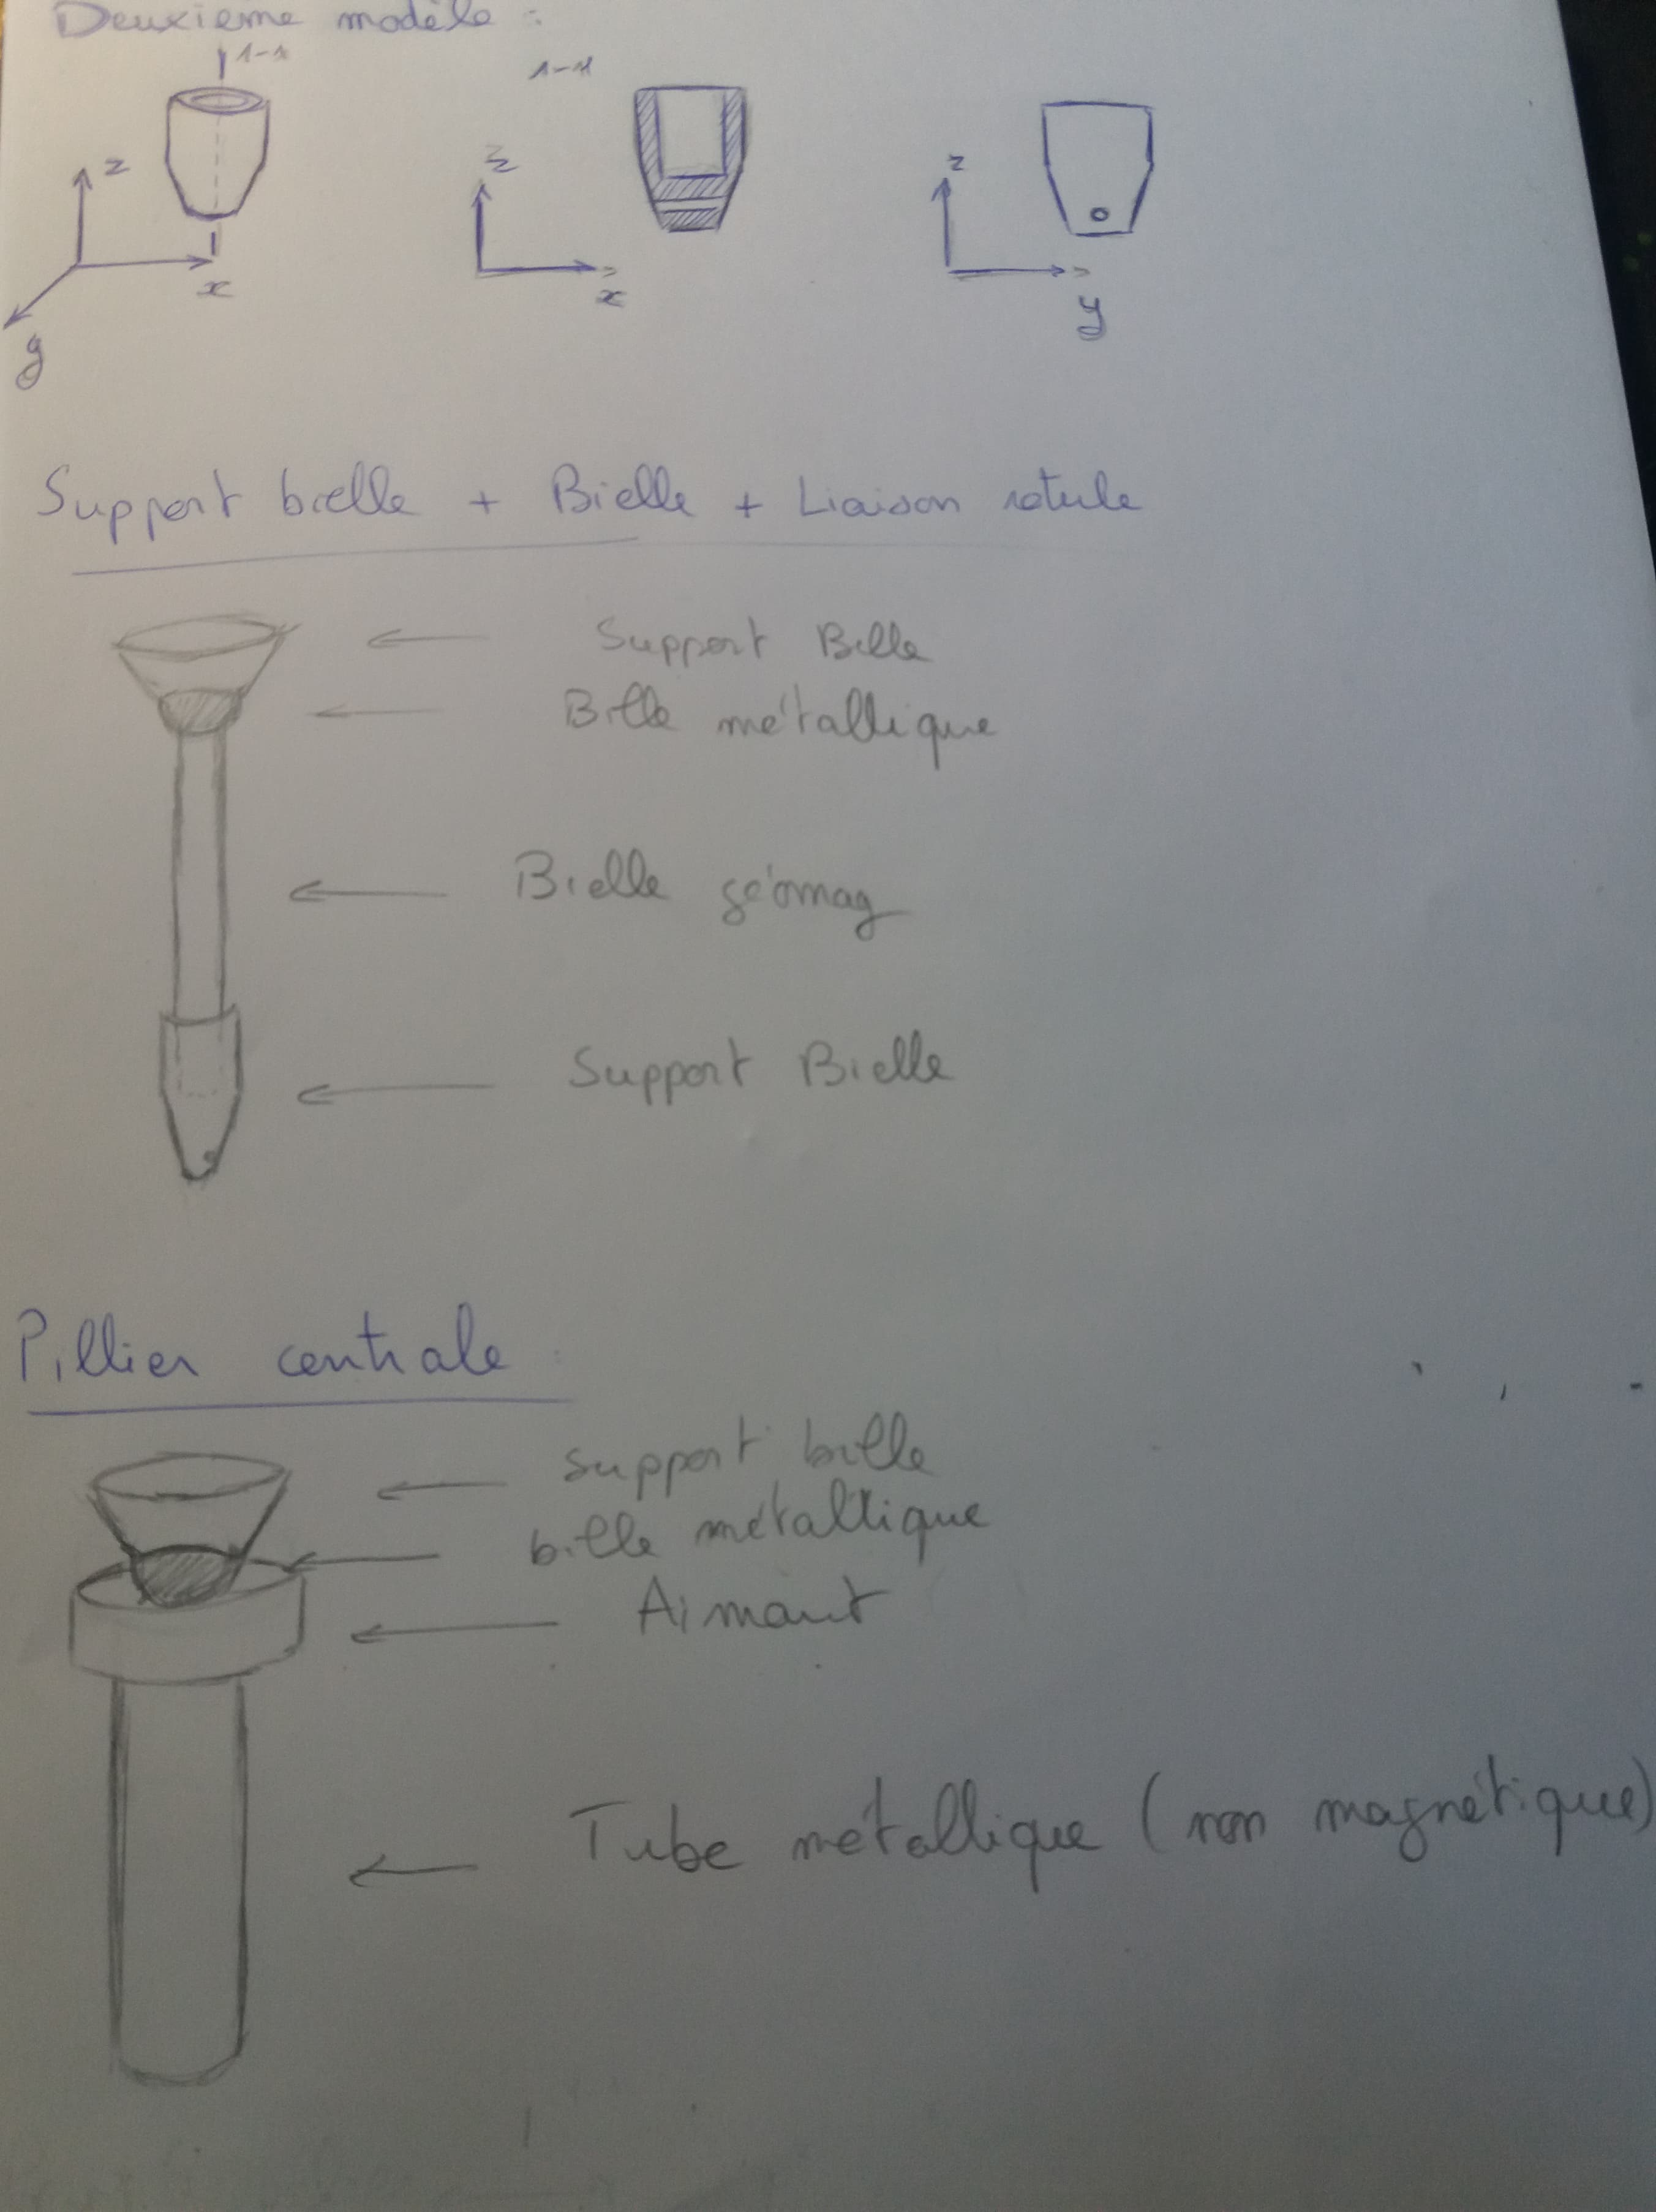 Deuxième modèle :
1-1
1-1
z
x
y
z
x
z
y
Support bielle + Bielle + Liaison rotule
Support Bille
Bille métallique
Bielle géomag
Support Bielle
Pillier centrale :
support bille
bille métallique
Aimant
Tube métallique (non magnétique)